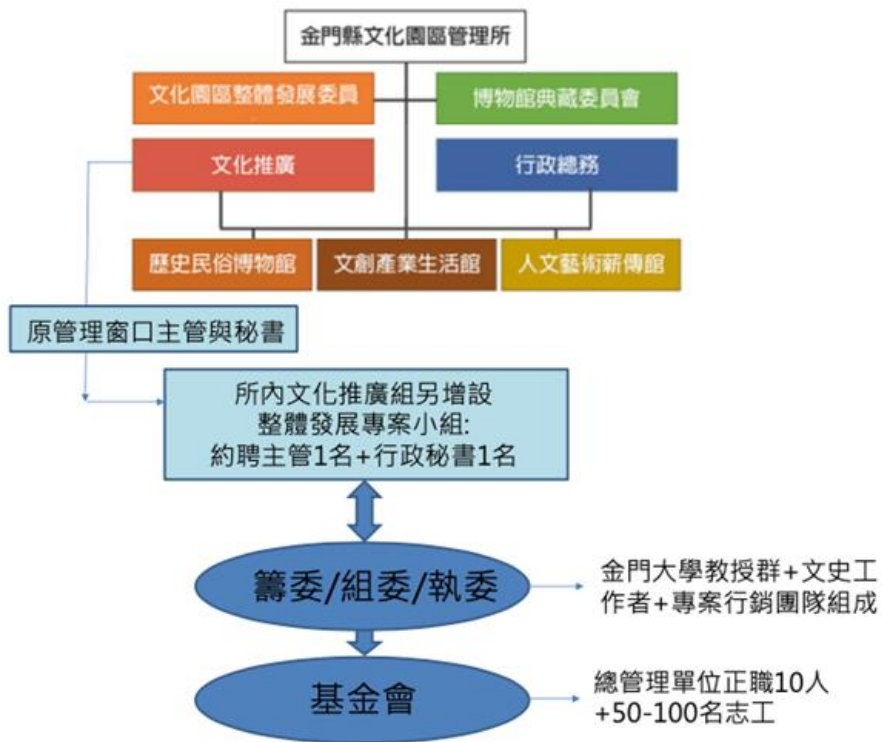 金門縣文化園區管理所
文化園區整體發展委員
博物館典藏委員會
文化推廣
行政總務
歷史民俗博物館
文創產業生活館
人文藝術薪傳館
原管理窗口主管與秘書
所內文化推廣組另增設
整體發展專案小組:
約聘主管1名+行政秘書1名
籌委/組委/執委
金門大學教授群+文史工
作者+專案行銷團隊組成
基金會
總管理單位正職10人
+50-100名志工